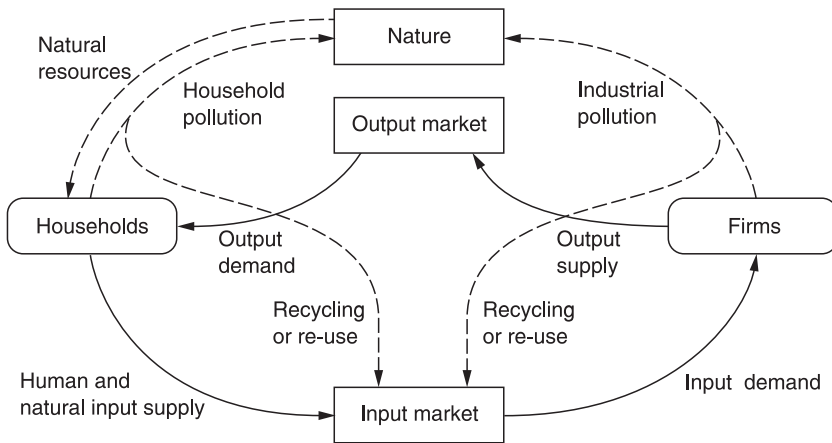 Nature
Natural
resources
Household
pollution
Industrial
pollution
Output market
Households
Firms
Output
demand
Output
supply
Recycling
or re-use
Recycling
or re-use
Human and
natural input supply
Input market
Input demand